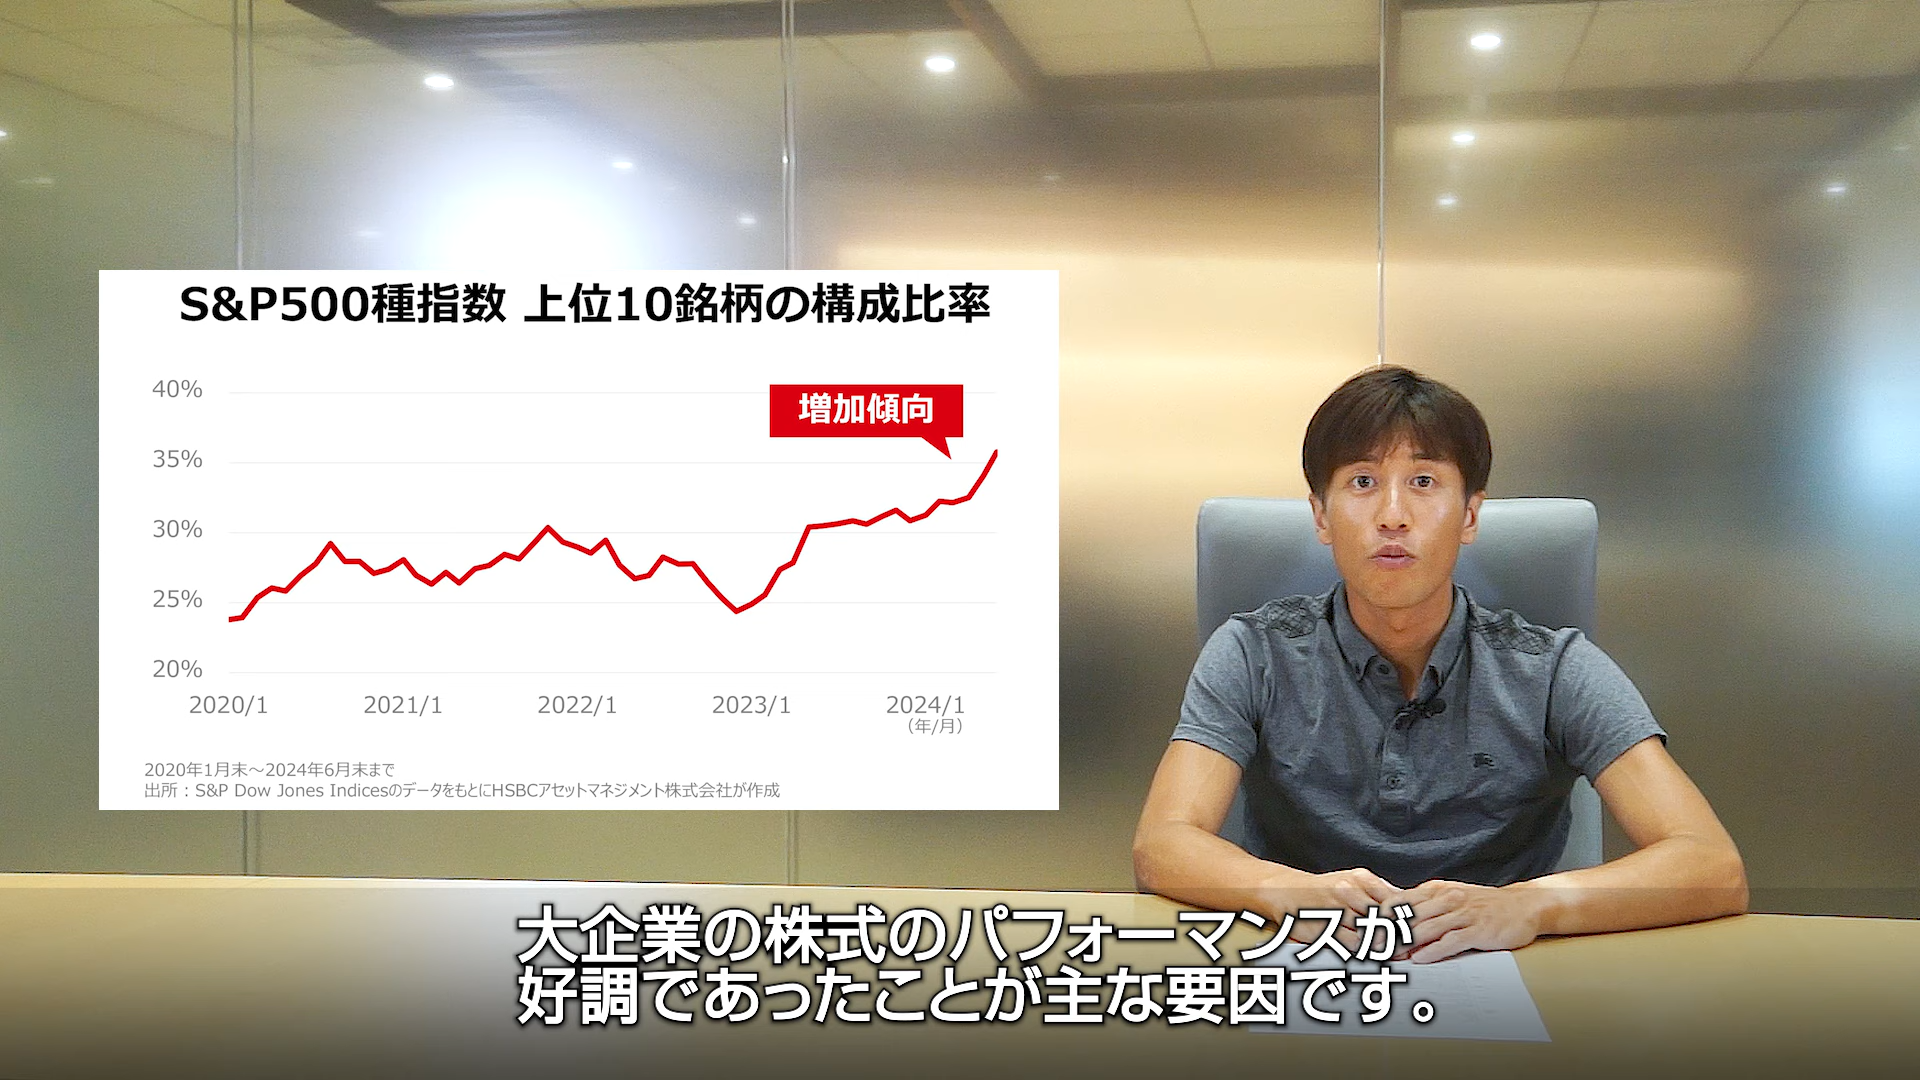 S&P500種指数 上位10銘柄の構成比率
40%
増加傾向
35%
30%
25%
20%
2020/1 2021/1 2022/1 2023/1 2024/1
(年/月)
2020年1月末～2024年6月末まで
出所：S&P Dow Jones IndicesのデータをもとにHSBCアセットマネジメント株式会社が作成
大企業の株式のパフォーマンスが
好調であったことが主な要因です。